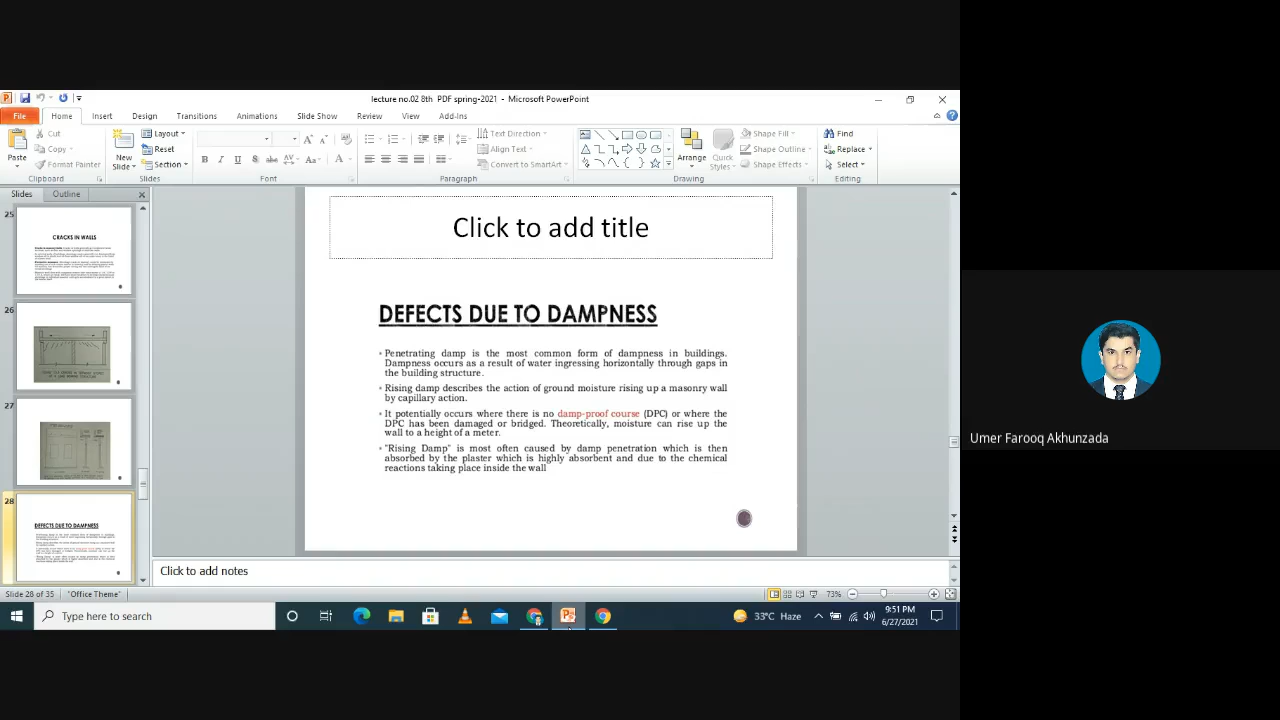 lecture no.02 8th PDF spring-2021 - Microsoft PowerPoint
File Home Insert Design Transitions Animations Slide Show Review View Add-Ins
Paste
Cut
Copy
Format Painter
Clipboard
New Slide
Layout
Reset
Section
Slides
Font
Text Direction
Align Text
Convert to SmartArt
Paragraph
Arrange
Quick Styles
Shape Fill
Shape Outline
Shape Effects
Drawing
Find
Replace
Select
Editing
Slides Outline
25
CRACKS IN WALLS
26
27
28
DEFECTS DUE TO DAMPNESS
Click to add title
DEFECTS DUE TO DAMPNESS
Penetrating damp is the most common form of dampness in buildings.
Dampness occurs as a result of water ingressing horizontally through gaps in
the building structure.
Rising damp describes the action of ground moisture rising up a masonry wall
by capillary action.
It potentially occurs where there is no damp-proof course (DPC) or where the
DPC has been damaged or bridged. Theoretically, moisture can rise up the
wall to a height of a meter.
"Rising Damp" is most often caused by damp penetration which is then
absorbed by the plaster which is highly absorbent and due to the chemical
reactions taking place inside the wall
Click to add notes
Slide 28 of 35 "Office Theme" 73%
Type here to search
33°C Haze
9:51 PM
6/27/2021
Umer Farooq Akhunzada